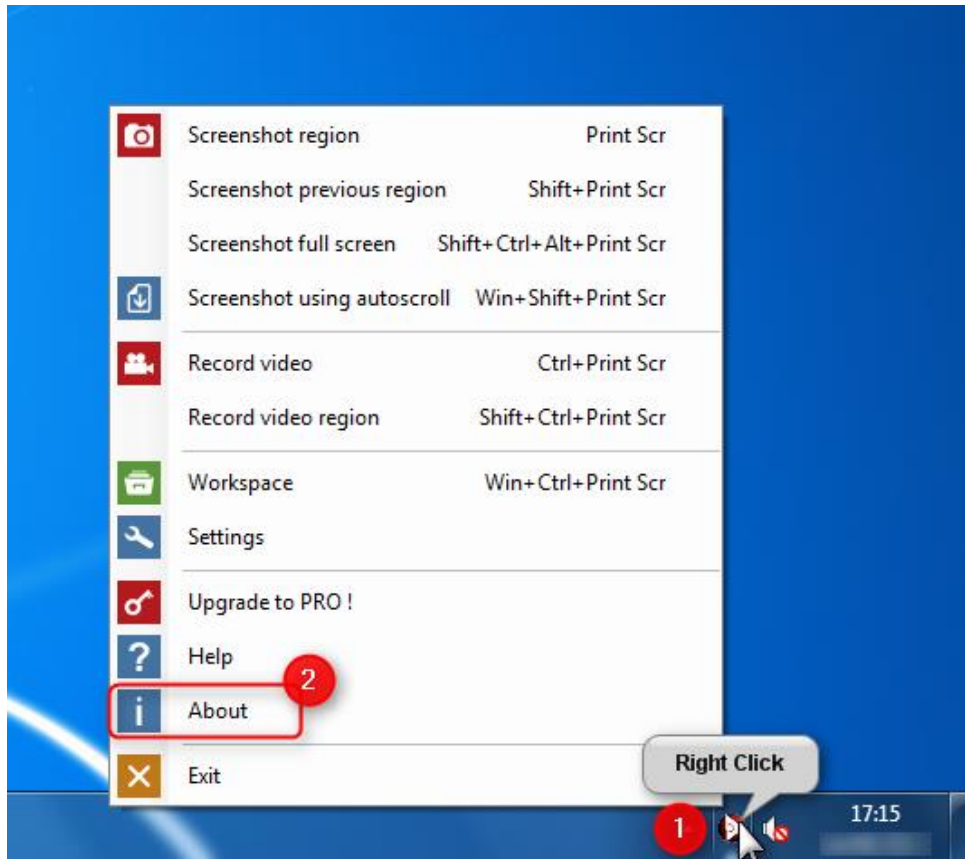 Screenshot region Print Scr
Screenshot previous region Shift+Print Scr
Screenshot full screen Shift+Ctrl+Alt+Print Scr
Screenshot using autoscroll Win+Shift+Print Scr
Record video Ctrl+Print Scr
Record video region Shift+Ctrl+Print Scr
Workspace Win+Ctrl+Print Scr
Settings
Upgrade to PRO !
? Help
2
i About
Exit
Right Click
1
17:15